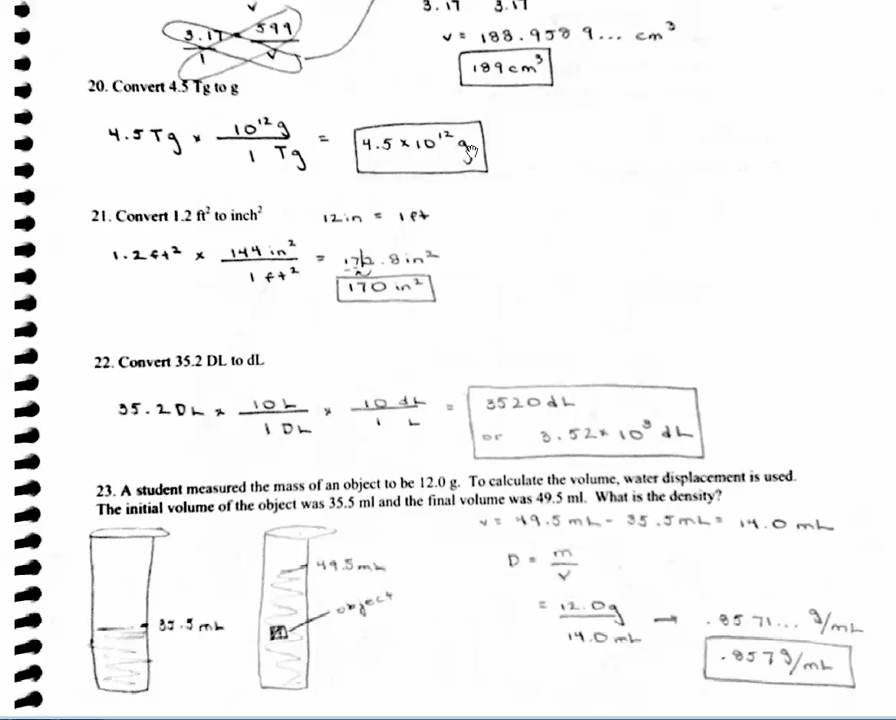 3.17 3.17
3.17 = 599
1 V
V = 188.9589... cm³
189 cm³
20. Convert 4.5 Tg to g
4.5 Tg × 10¹² g / 1 Tg = 4.5 × 10¹² g
21. Convert 1.2 ft² to inch²
12 in = 1 ft
1.2 ft² × 144 in² / 1 ft² = 172.8 in²
170 in²
22. Convert 35.2 DL to dL
35.2 DL × 10 L / 1 DL × 10 dL / 1 L = 3520 dL
or 3.52 × 10³ dL
23. A student measured the mass of an object to be 12.0 g. To calculate the volume, water displacement is used.
The initial volume of the object was 35.5 ml and the final volume was 49.5 ml. What is the density?
V = 49.5 mL - 35.5 mL = 14.0 mL
49.5 mL
D = m / V
object
35.5 mL
= 12.0 g / 14.0 mL → .8571... g/mL
.857 g/mL